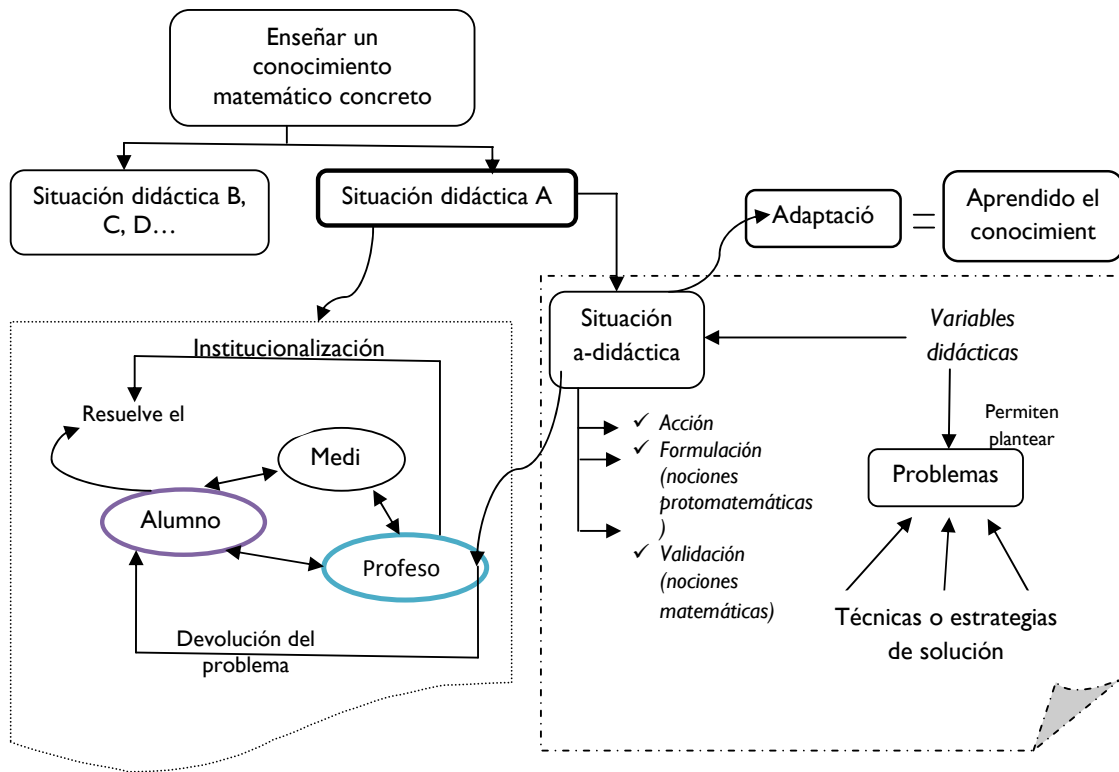 Enseñar un
conocimiento
matemático concreto
Situación didáctica B,
C, D…
Situación didáctica A
Adaptació
=
Aprendido el
conocimient
Institucionalización
Resuelve el
Medi
Alumno
Profeso
Devolución del
problema
Situación
a-didáctica
✓ Acción
✓ Formulación
(nociones
protomatemáticas
)
✓ Validación
(nociones
matemáticas)
Variables
didácticas
Permiten
plantear
Problemas
Técnicas o estrategias
de solución